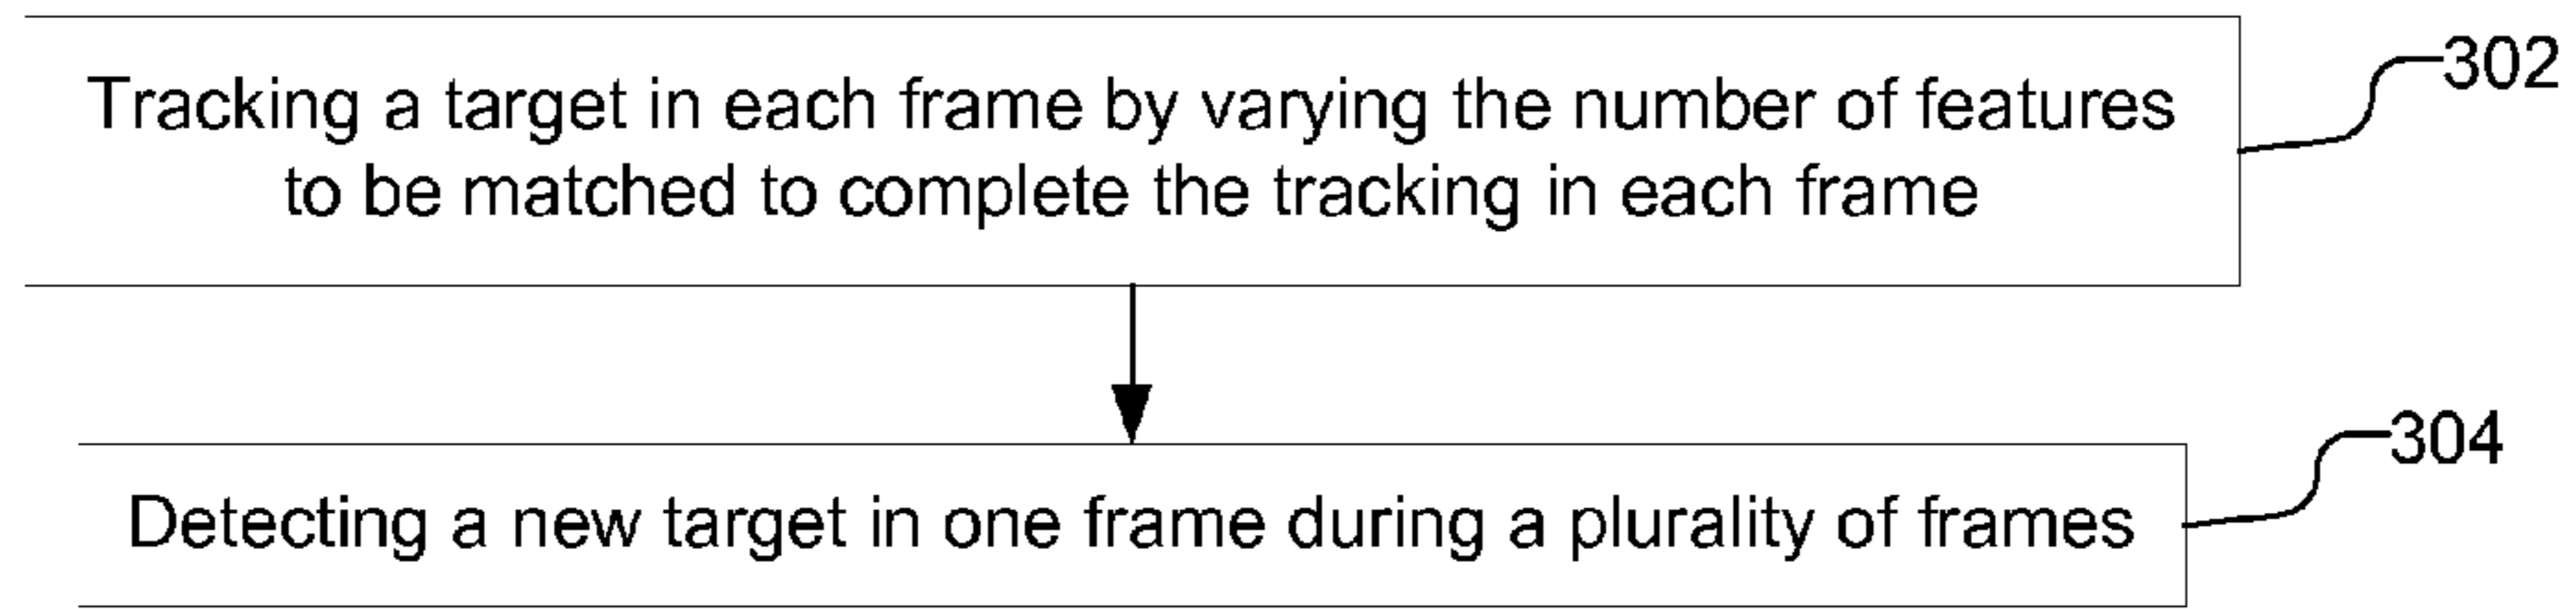 Tracking a target in each frame by varying the number of features
to be matched to complete the tracking in each frame
302
Detecting a new target in one frame during a plurality of frames
304